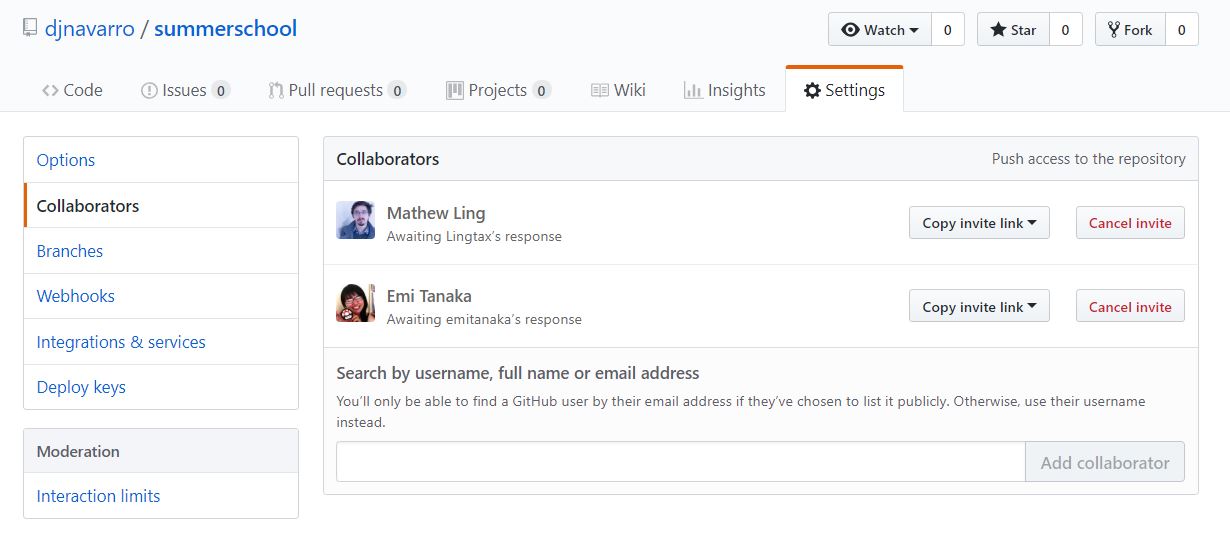 djnavarro / summerschool
Watch 0 Star 0 Fork 0
Code Issues 0 Pull requests 0 Projects 0 Wiki Insights Settings
Options
Collaborators
Branches
Webhooks
Integrations & services
Deploy keys
Moderation
Interaction limits
Collaborators Push access to the repository
Mathew Ling
Awaiting Lingtax’s response
Copy invite link Cancel invite
Emi Tanaka
Awaiting emitanaka’s response
Copy invite link Cancel invite
Search by username, full name or email address
You’ll only be able to find a GitHub user by their email address if they’ve chosen to list it publicly. Otherwise, use their username
instead.
Add collaborator